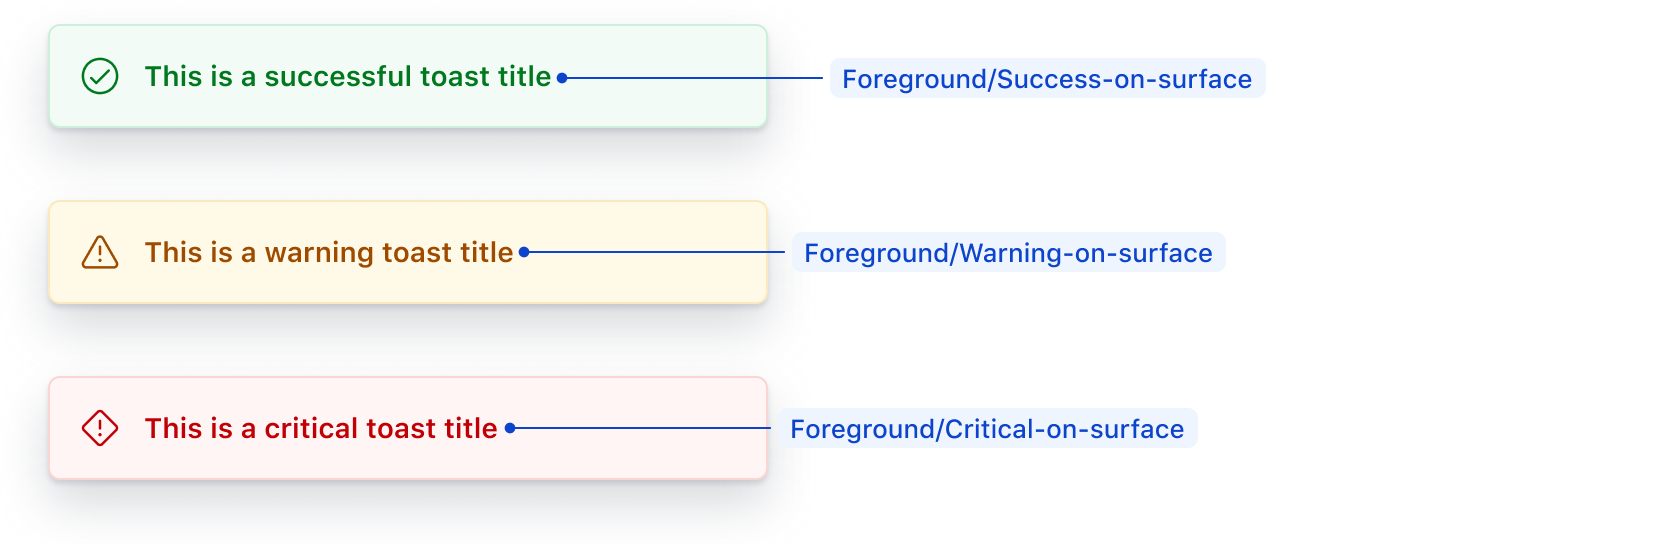 This is a successful toast title
Foreground/Success-on-surface
This is a warning toast title
Foreground/Warning-on-surface
This is a critical toast title
Foreground/Critical-on-surface